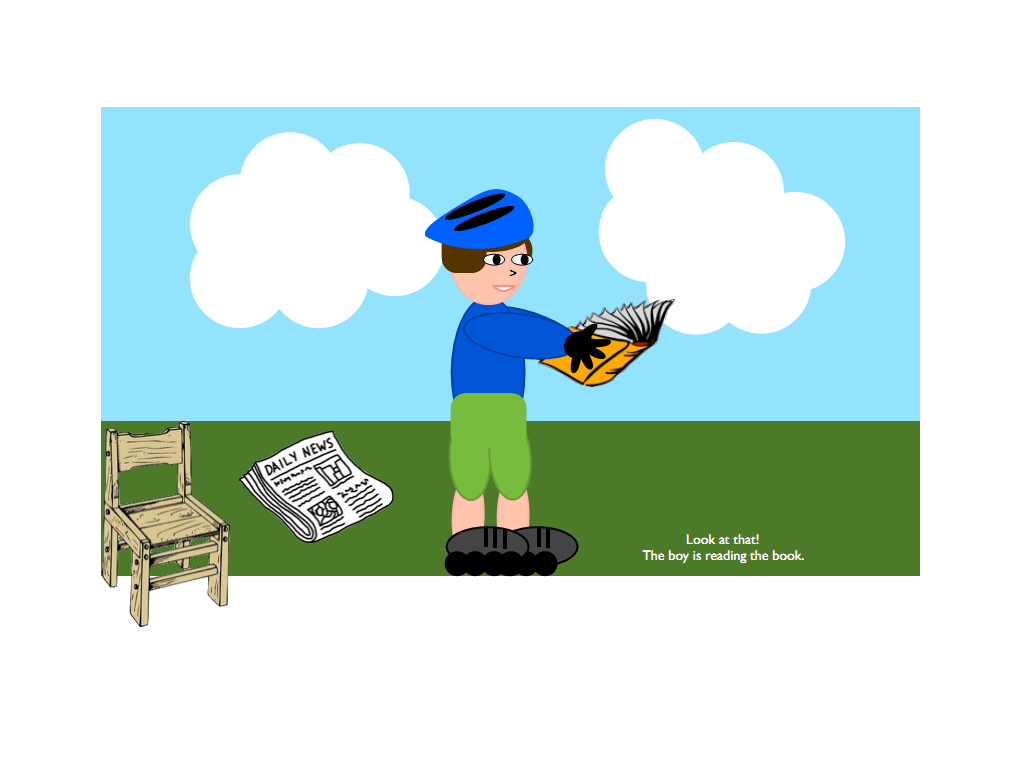 DAILY NEWS
Look at that!
The boy is reading the book.